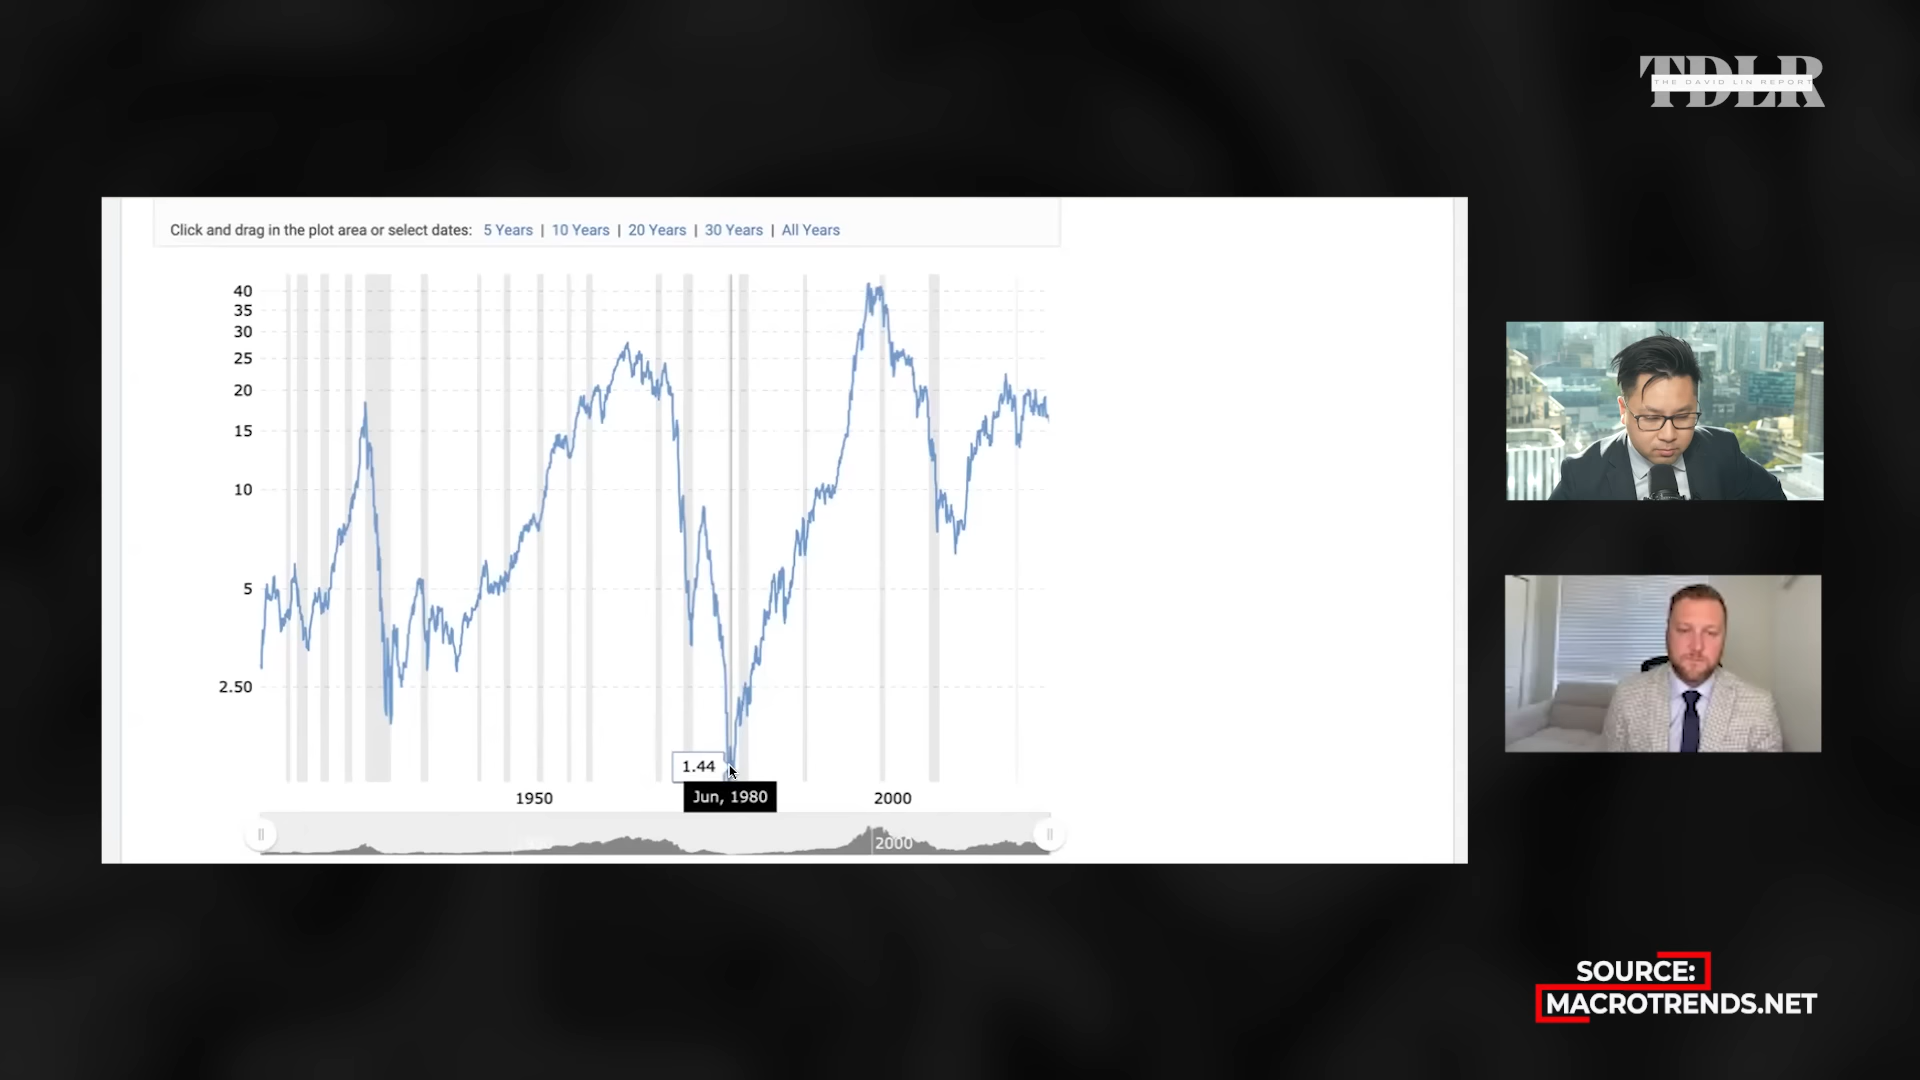 TDLR
THE DAVID LIN REPORT
Click and drag in the plot area or select dates: 5 Years | 10 Years | 20 Years | 30 Years | All Years
40
35
30
25
20
15
10
5
2.50
1.44
Jun, 1980
1950
2000
2000
SOURCE:
MACROTRENDS.NET